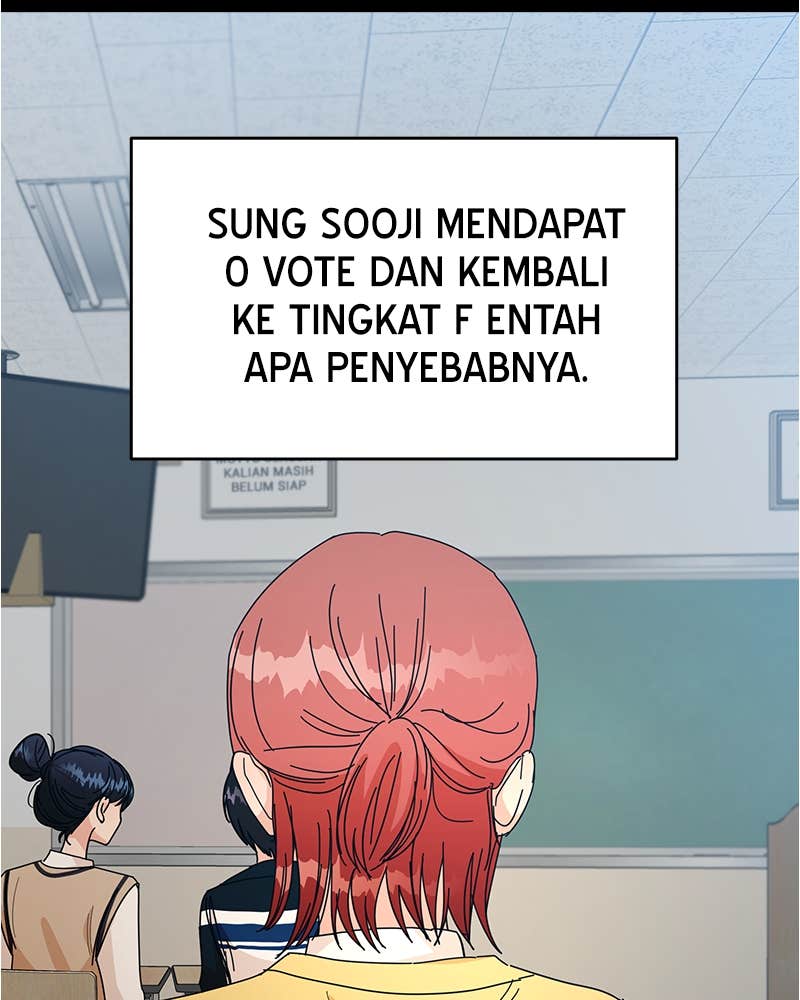 SUNG SOOJI MENDAPAT
0 VOTE DAN KEMBALI
KE TINGKAT F ENTAH
APA PENYEBABNYA.
KALIAN MASIH
BELUM SIAP